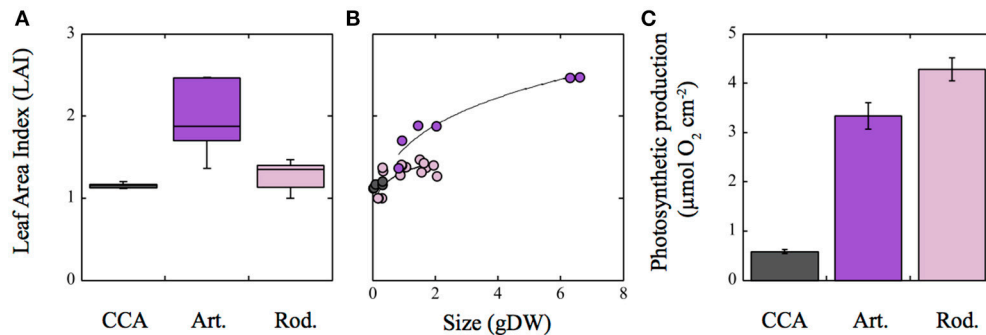 A
Leaf Area Index (LAI)
3
2
1
0
CCA Art. Rod.
B
0 2 4 6 8
Size (gDW)
C
Photosynthetic production
(µmol O2 cm-2)
5
4
3
2
1
0
CCA Art. Rod.